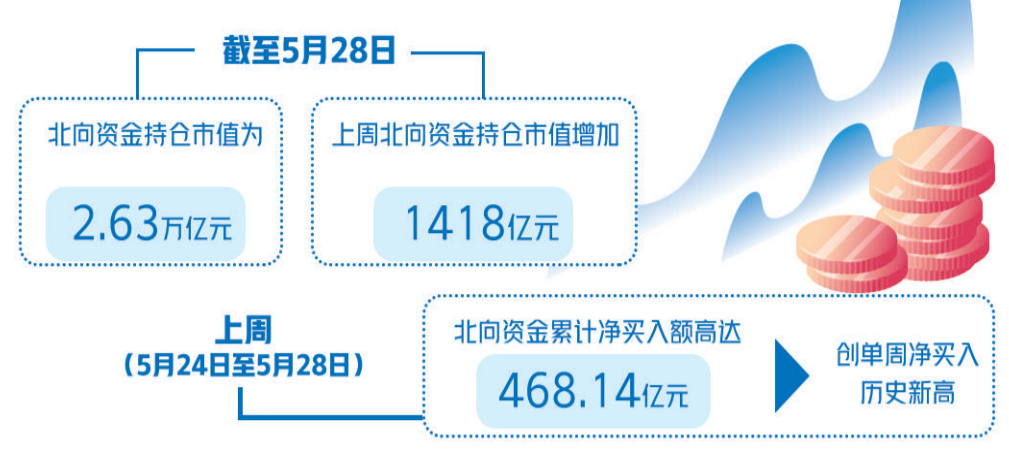 截至5月28日
北向资金持仓市值为
2.63万亿元
上周北向资金持仓市值增加
1418亿元
上周
（5月24日至5月28日）
北向资金累计净买入额高达
468.14亿元
创单周净买入
历史新高